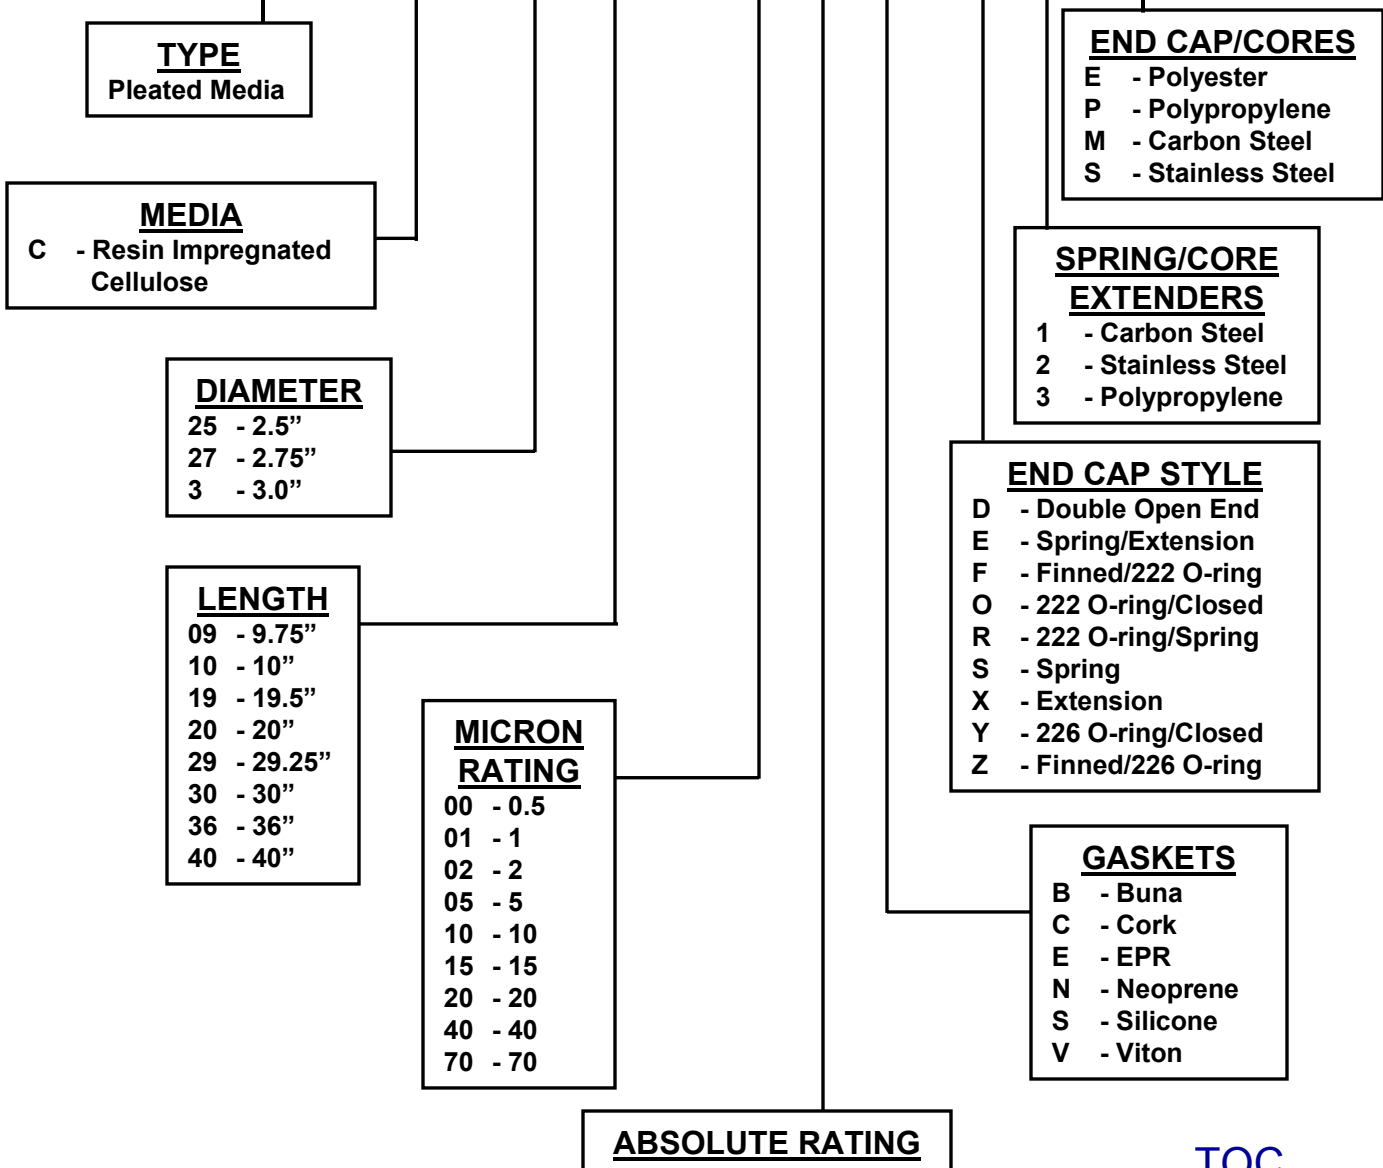 TYPE
Pleated Media
MEDIA
C - Resin Impregnated
Cellulose
DIAMETER
25 - 2.5”
27 - 2.75”
3 - 3.0”
LENGTH
09 - 9.75”
10 - 10”
19 - 19.5”
20 - 20”
29 - 29.25”
30 - 30”
36 - 36”
40 - 40”
MICRON
RATING
00 - 0.5
01 - 1
02 - 2
05 - 5
10 - 10
15 - 15
20 - 20
40 - 40
70 - 70
ABSOLUTE RATING
END CAP/CORES
E - Polyester
P - Polypropylene
M - Carbon Steel
S - Stainless Steel
SPRING/CORE
EXTENDERS
1 - Carbon Steel
2 - Stainless Steel
3 - Polypropylene
END CAP STYLE
D - Double Open End
E - Spring/Extension
F - Finned/222 O-ring
O - 222 O-ring/Closed
R - 222 O-ring/Spring
S - Spring
X - Extension
Y - 226 O-ring/Closed
Z - Finned/226 O-ring
GASKETS
B - Buna
C - Cork
E - EPR
N - Neoprene
S - Silicone
V - Viton
TOC